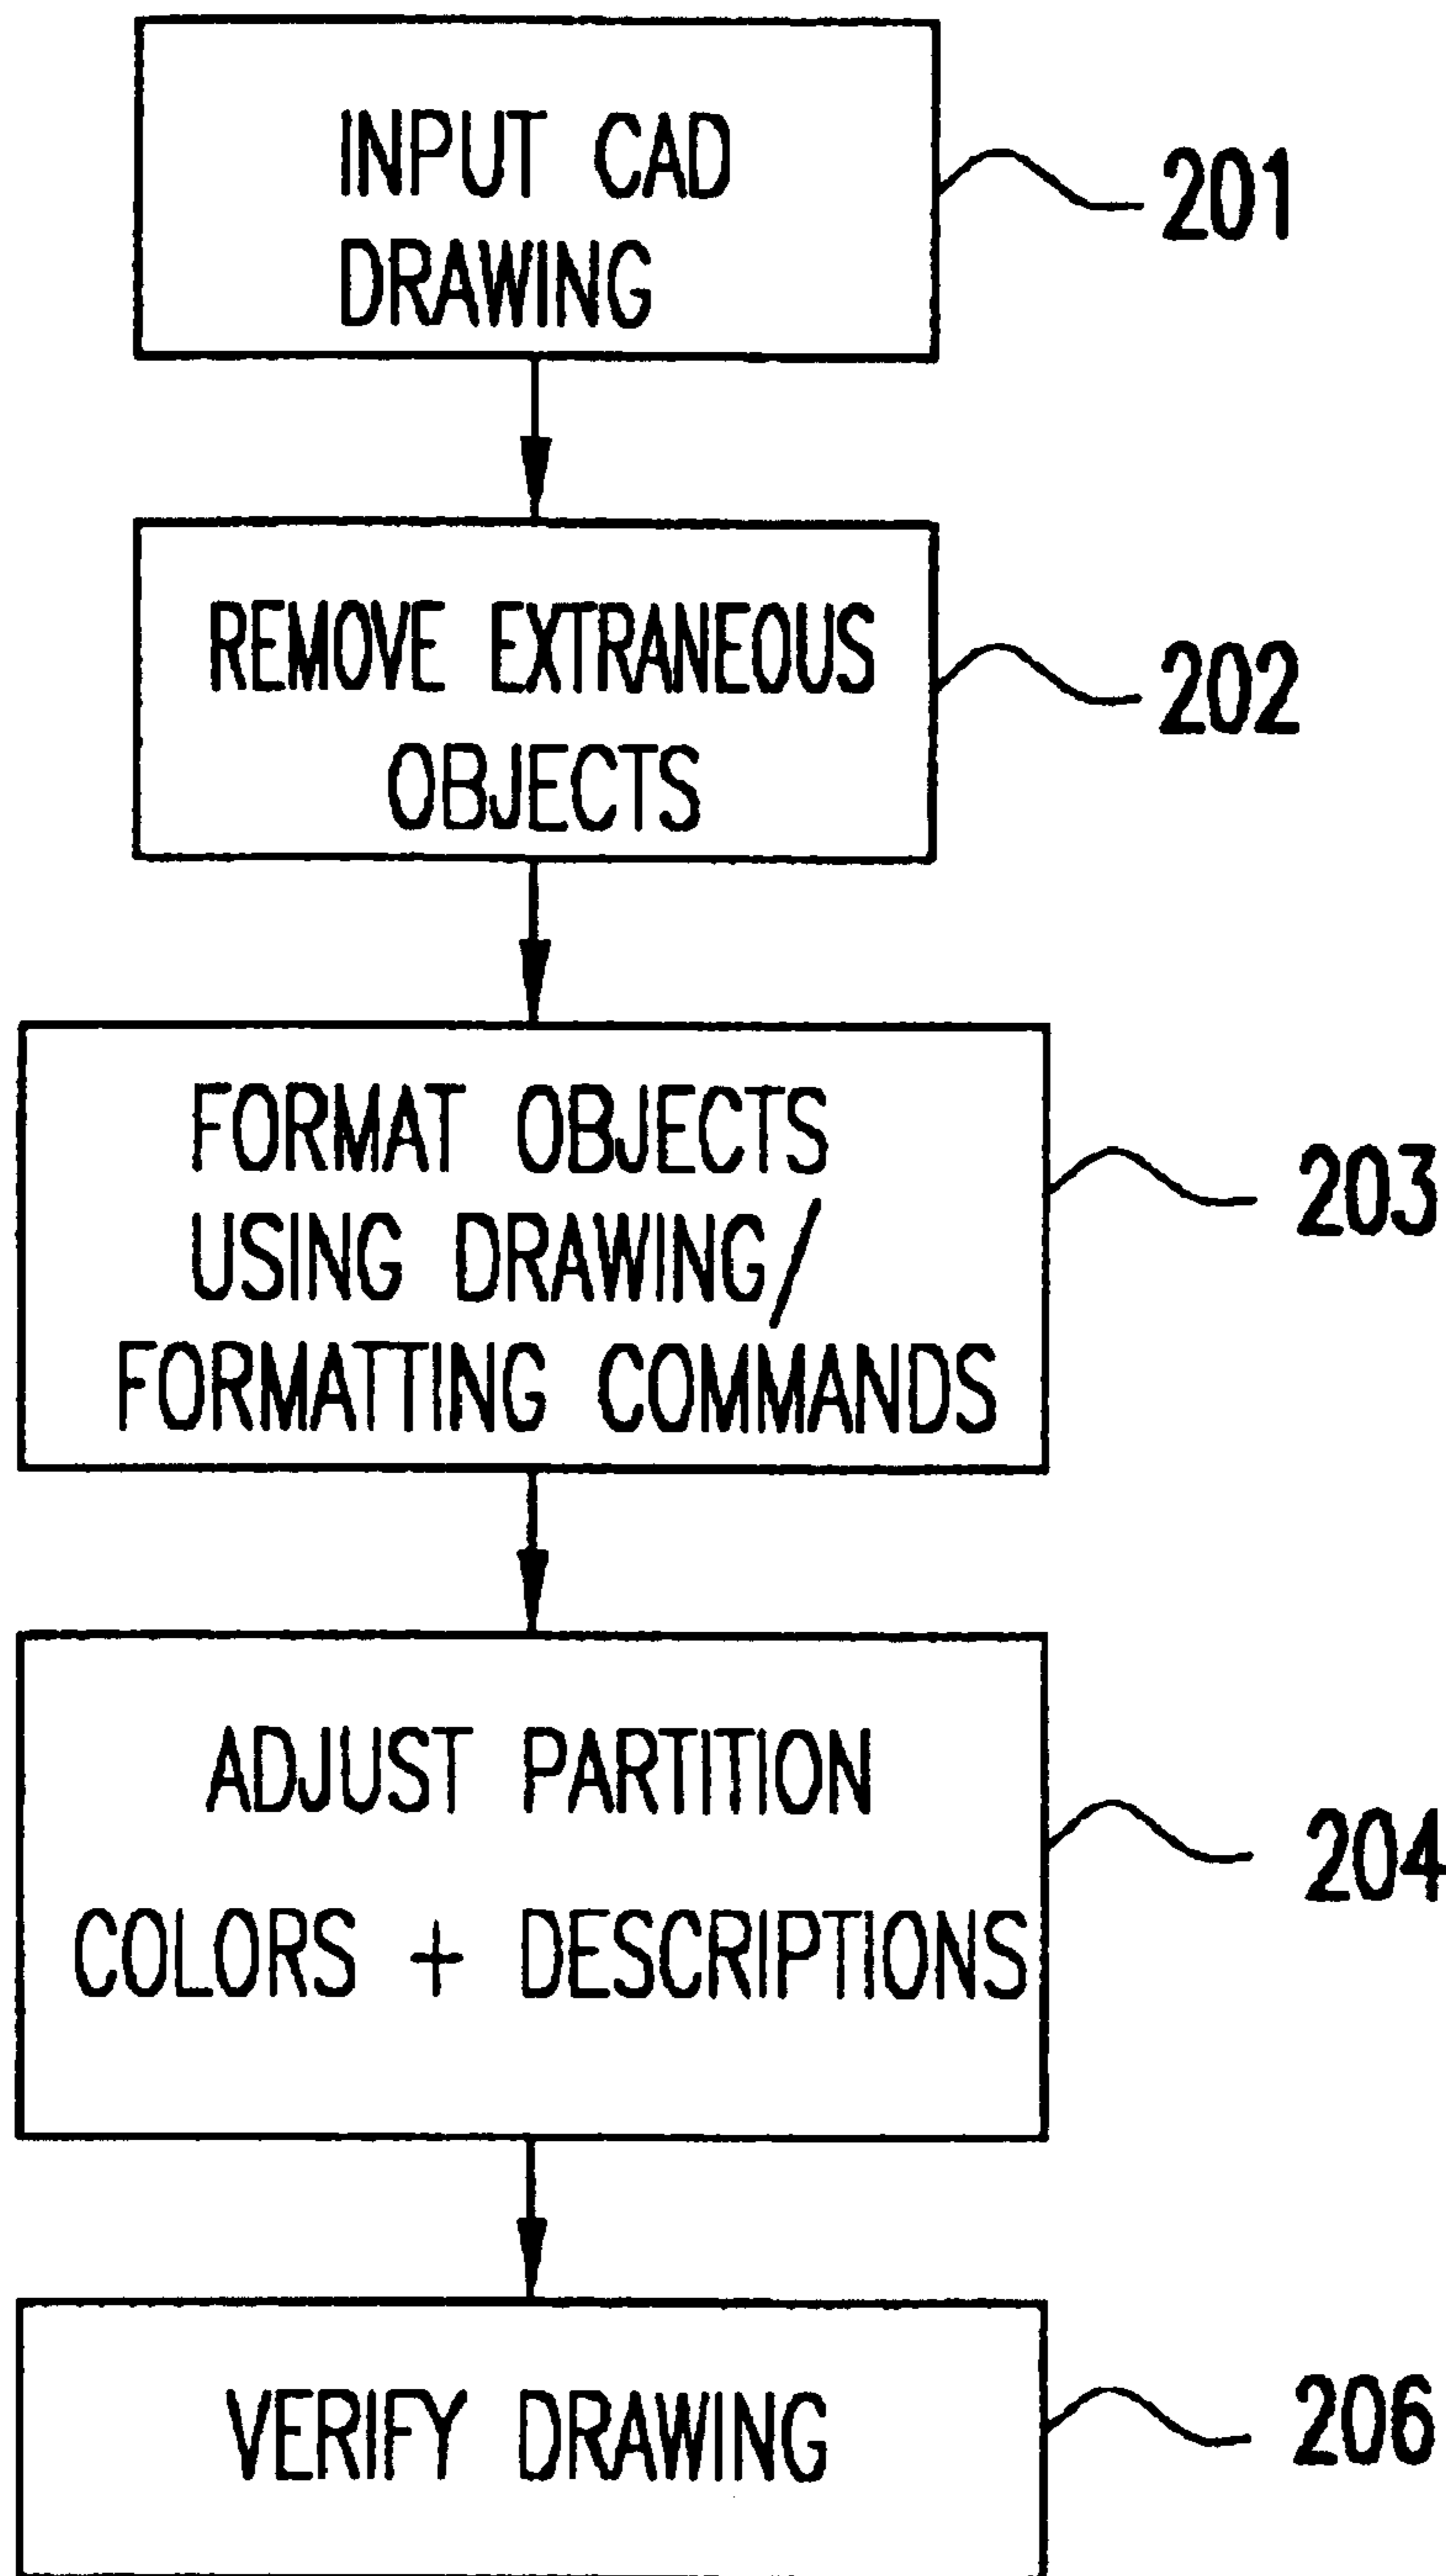 INPUT CAD
DRAWING
201
REMOVE EXTRANEOUS
OBJECTS
202
FORMAT OBJECTS
USING DRAWING/
FORMATTING COMMANDS
203
ADJUST PARTITION
COLORS + DESCRIPTIONS
204
VERIFY DRAWING
206